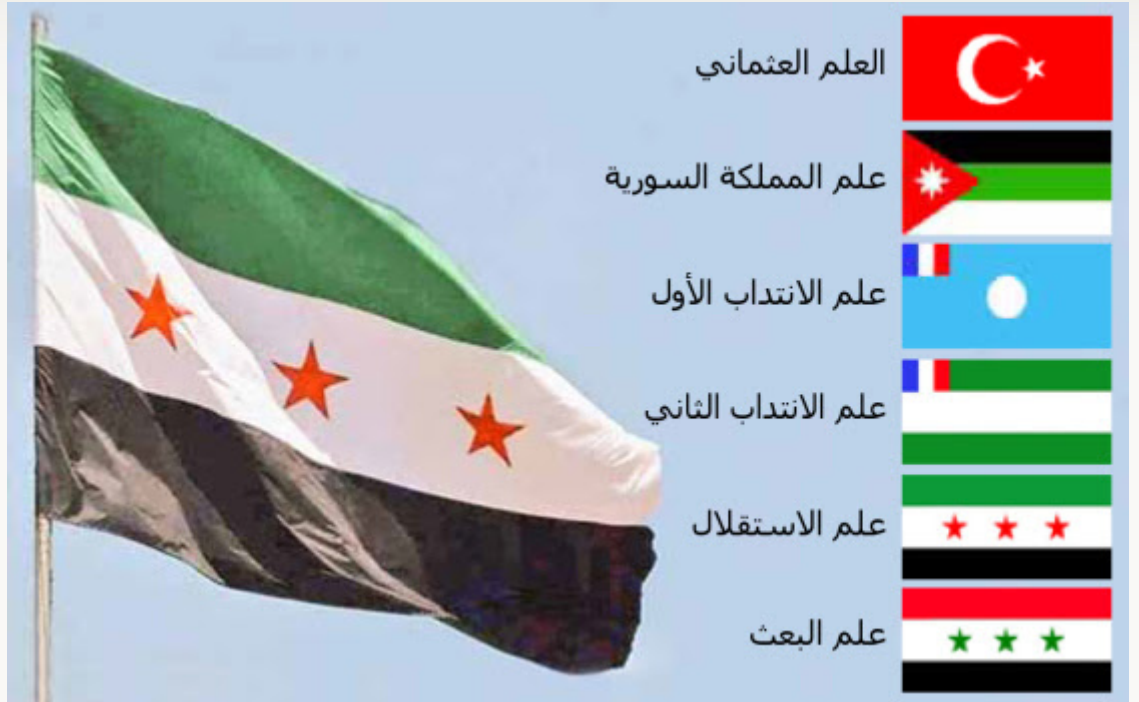 العلم العثماني
علم المملكة السورية
علم الانتداب الأول
علم الانتداب الثاني
علم الاستقلال
علم البعث